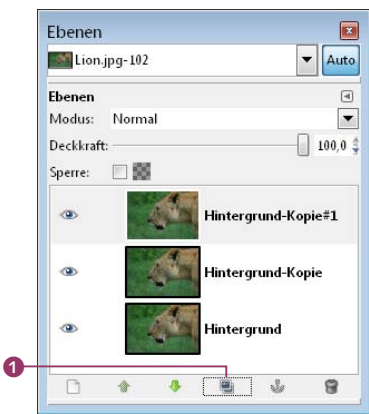 Ebenen
Lion.jpg-102
Auto
Ebenen
Modus: Normal
Deckkraft: 100,0
Sperre:
Hintergrund-Kopie#1
Hintergrund-Kopie
Hintergrund
1